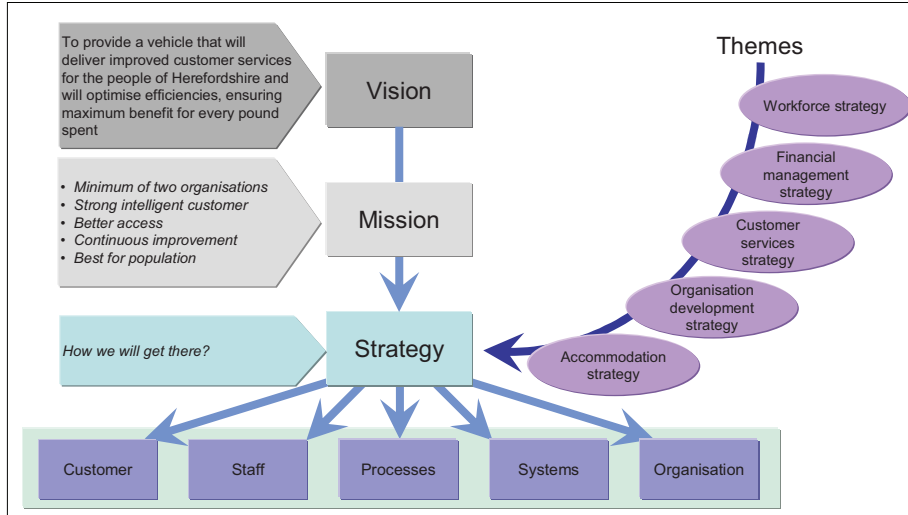 To provide a vehicle that will
deliver improved customer services
for the people of Herefordshire and
will optimise efficiencies, ensuring
maximum benefit for every pound
spent
Vision
Themes
Workforce strategy
Financial
management
strategy
Customer
services
strategy
Organisation
development
strategy
Accommodation
strategy
• Minimum of two organisations
• Strong intelligent customer
• Better access
• Continuous improvement
• Best for population
Mission
How we will get there?
Strategy
Customer
Staff
Processes
Systems
Organisation